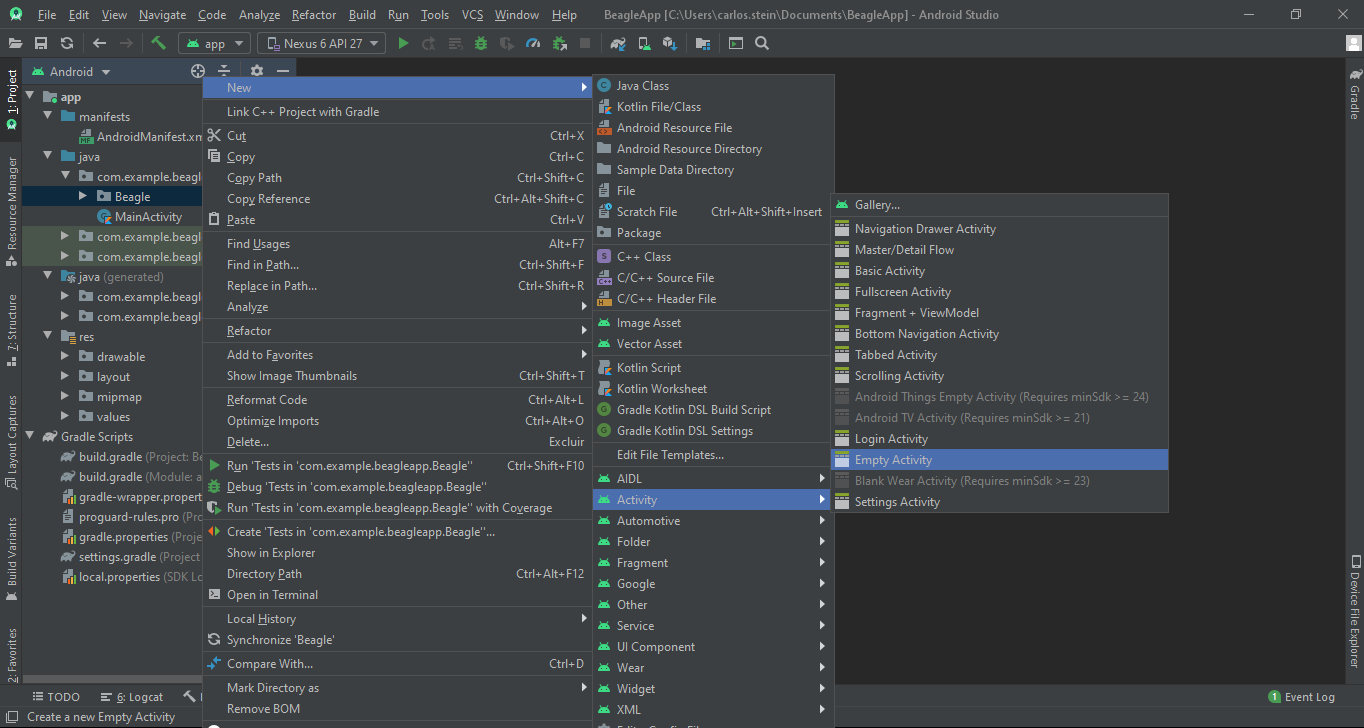 File Edit View Navigate Code Analyze Refactor Build Run Tools VCS Window Help BeagleApp [C:\Users\carlos.stein\Documents\BeagleApp] - Android Studio
app Nexus 6 API 27
Android
1: Project
Resource Manager
7: Structure
Layout Captures
Build Variants
2: Favorites
app
manifests
AndroidManifest.xm
java
com.example.beagl
Beagle
MainActivity
com.example.beagl
com.example.beagl
java (generated)
com.example.beagl
com.example.beagl
res
drawable
layout
mipmap
values
Gradle Scripts
build.gradle (Project: Be
build.gradle (Module: a
gradle-wrapper.propert
proguard-rules.pro (Pro
gradle.properties (Proje
settings.gradle (Project
local.properties (SDK Lo
New
Link C++ Project with Gradle
Cut Ctrl+X
Copy Ctrl+C
Copy Path Ctrl+Shift+C
Copy Reference Ctrl+Alt+Shift+C
Paste Ctrl+V
Find Usages Alt+F7
Find in Path... Ctrl+Shift+F
Replace in Path... Ctrl+Shift+R
Analyze
Refactor
Add to Favorites
Show Image Thumbnails Ctrl+Shift+T
Reformat Code Ctrl+Alt+L
Optimize Imports Ctrl+Alt+O
Delete... Excluir
Run 'Tests in 'com.example.beagleapp.Beagle'' Ctrl+Shift+F10
Debug 'Tests in 'com.example.beagleapp.Beagle''
Run 'Tests in 'com.example.beagleapp.Beagle'' with Coverage
Create 'Tests in 'com.example.beagleapp.Beagle''...
Show in Explorer
Directory Path Ctrl+Alt+F12
Open in Terminal
Local History
Synchronize 'Beagle'
Compare With... Ctrl+D
Mark Directory as
Remove BOM
Java Class
Kotlin File/Class
Android Resource File
Android Resource Directory
Sample Data Directory
File
Scratch File Ctrl+Alt+Shift+Insert
Package
C++ Class
C/C++ Source File
C/C++ Header File
Image Asset
Vector Asset
Kotlin Script
Kotlin Worksheet
Gradle Kotlin DSL Build Script
Gradle Kotlin DSL Settings
Edit File Templates...
AIDL
Activity
Automotive
Folder
Fragment
Google
Other
Service
UI Component
Wear
Widget
XML
Gallery...
Navigation Drawer Activity
Master/Detail Flow
Basic Activity
Fullscreen Activity
Fragment + ViewModel
Bottom Navigation Activity
Tabbed Activity
Scrolling Activity
Android Things Empty Activity (Requires minSdk >= 24)
Android TV Activity (Requires minSdk >= 21)
Login Activity
Empty Activity
Blank Wear Activity (Requires minSdk >= 23)
Settings Activity
Gradle
Device File Explorer
TODO 6: Logcat
1 Event Log
Create a new Empty Activity